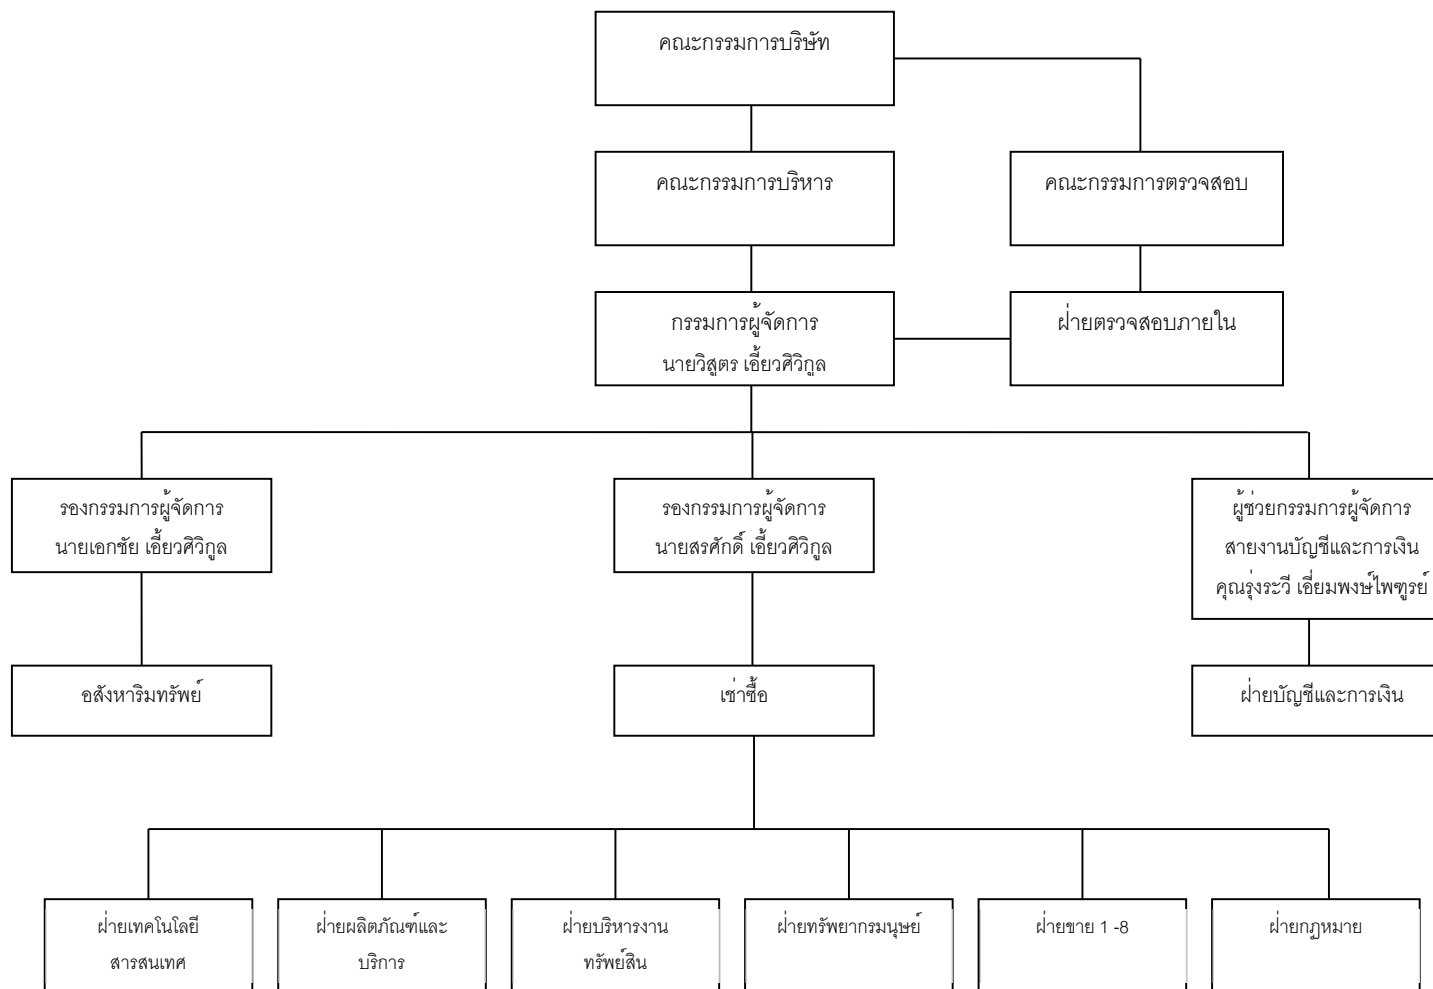 คณะกรรมการบริษัท
คณะกรรมการบริหาร
คณะกรรมการตรวจสอบ
กรรมการผู้จัดการ
นายวิสูตร เอี้ยวศิวิกูล
ฝ่ายตรวจสอบภายใน
รองกรรมการผู้จัดการ
นายเอกชัย เอี้ยวศิวิกูล
รองกรรมการผู้จัดการ
นายสรศักดิ์ เอี้ยวศิวิกูล
ผู้ช่วยกรรมการผู้จัดการ
สายงานบัญชีและการเงิน
คุณรุ่งระวี เอี่ยมพงษ์ไพฑูรย์
อสังหาริมทรัพย์
เช่าซื้อ
ฝ่ายบัญชีและการเงิน
ฝ่ายเทคโนโลยี
สารสนเทศ
ฝ่ายผลิตภัณฑ์และ
บริการ
ฝ่ายบริหารงาน
ทรัพย์สิน
ฝ่ายทรัพยากรมนุษย์
ฝ่ายขาย 1 -8
ฝ่ายกฎหมาย